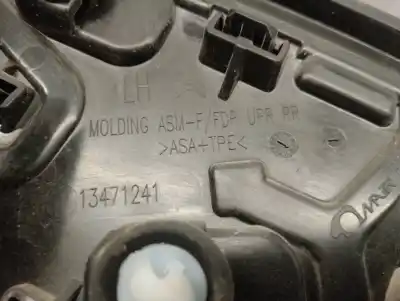 LH
MOLDING ASM-F/FDR UPR RR
>ASA+TPE<
13471241